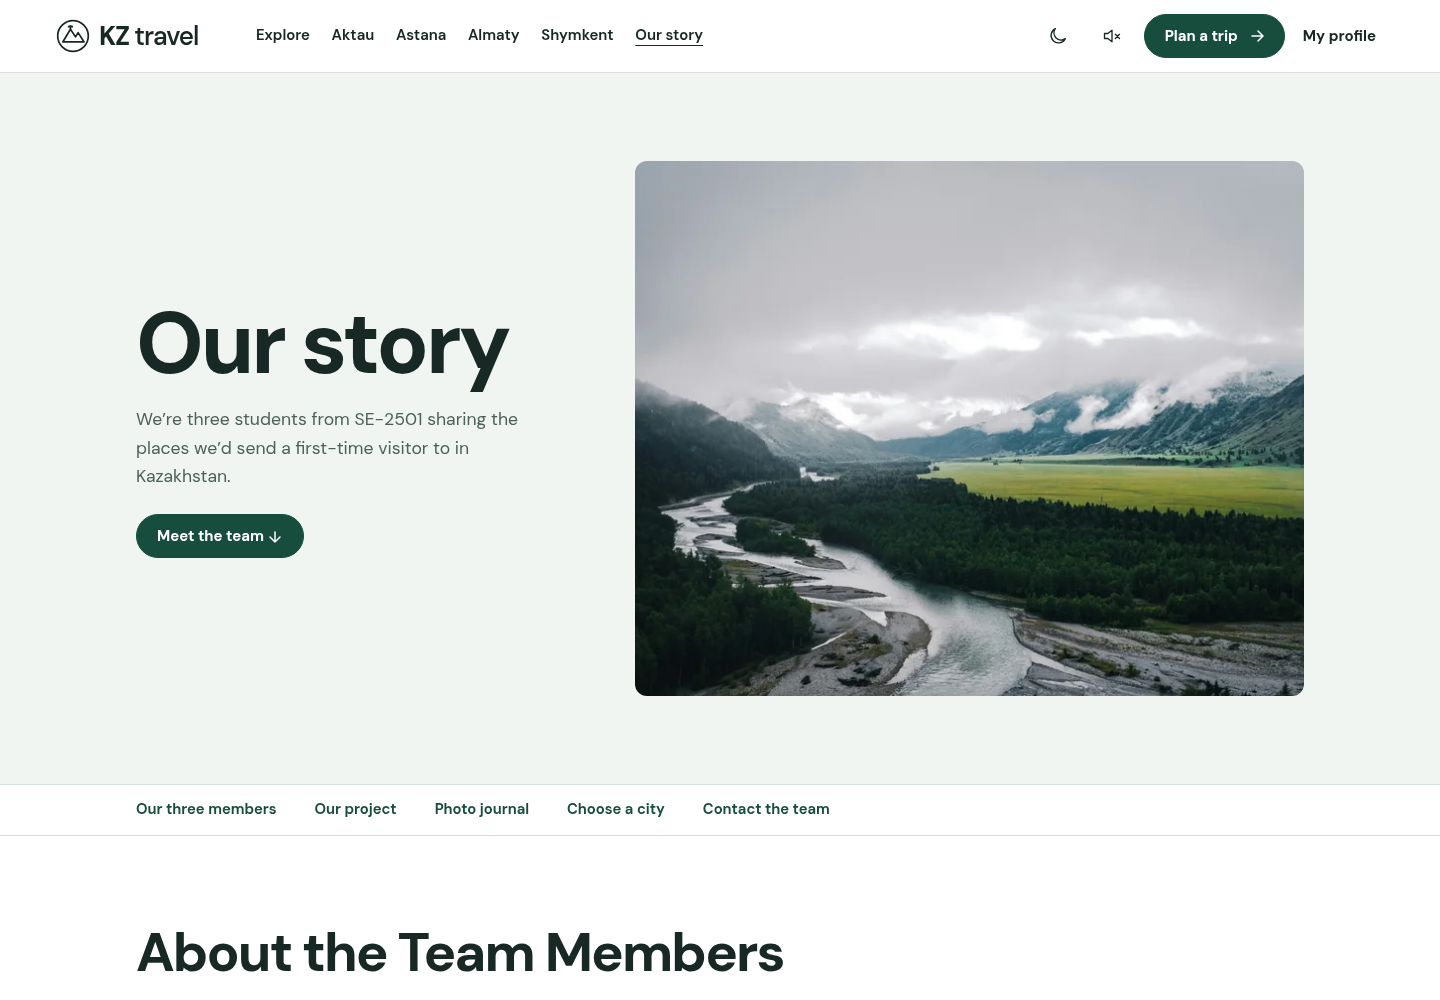 KZ travel
Explore
Aktau
Astana
Almaty
Shymkent
Our story
Plan a trip
My profile
Our story
We’re three students from SE-2501 sharing the
places we’d send a first-time visitor to in
Kazakhstan.
Meet the team ↓
Our three members
Our project
Photo journal
Choose a city
Contact the team
About the Team Members